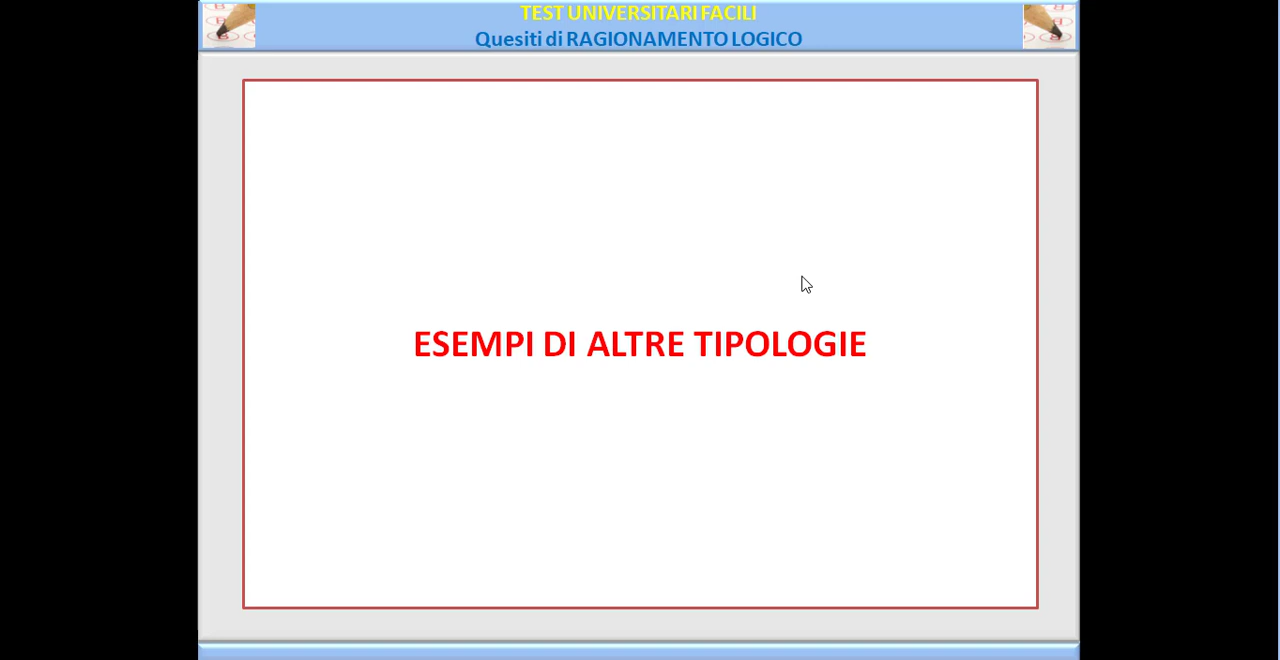 TEST UNIVERSITARI FACILI
Quesiti di RAGIONAMENTO LOGICO
ESEMPI DI ALTRE TIPOLOGIE